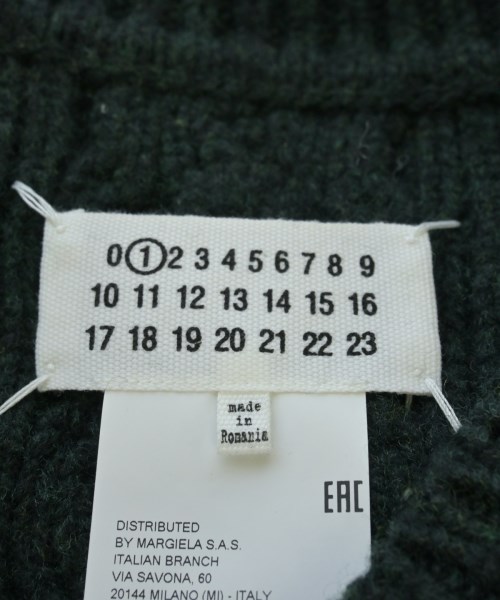 0 1 2 3 4 5 6 7 8 9
10 11 12 13 14 15 16
17 18 19 20 21 22 23
made
in
Romania
EAC
DISTRIBUTED
BY MARGIELA S.A.S.
ITALIAN BRANCH
VIA SAVONA, 60
20144 MILANO (MI) - ITALY